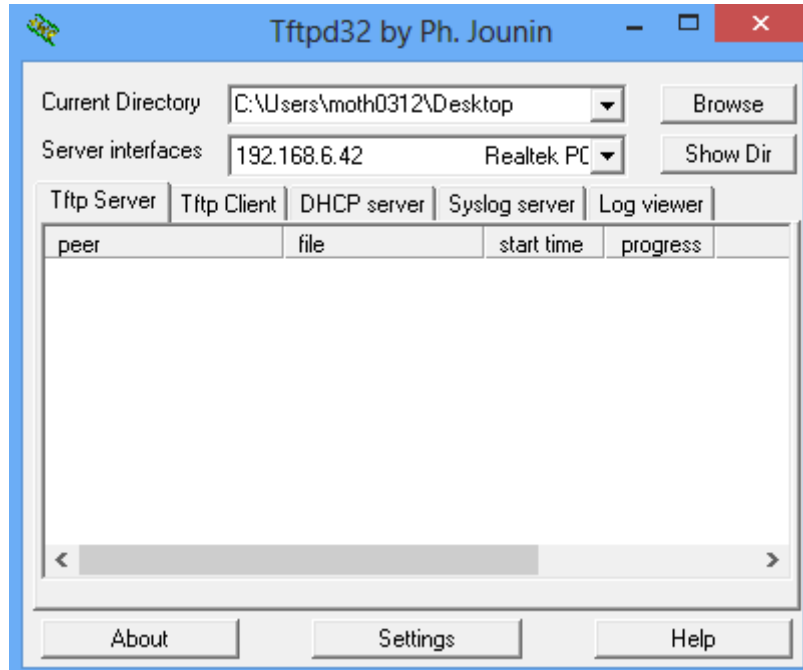 Tftpd32 by Ph. Jounin
Current Directory C:\Users\moth0312\Desktop Browse
Server interfaces 192.168.6.42 Realtek PC Show Dir
Tftp Server Tftp Client DHCP server Syslog server Log viewer
peer file start time progress
About Settings Help